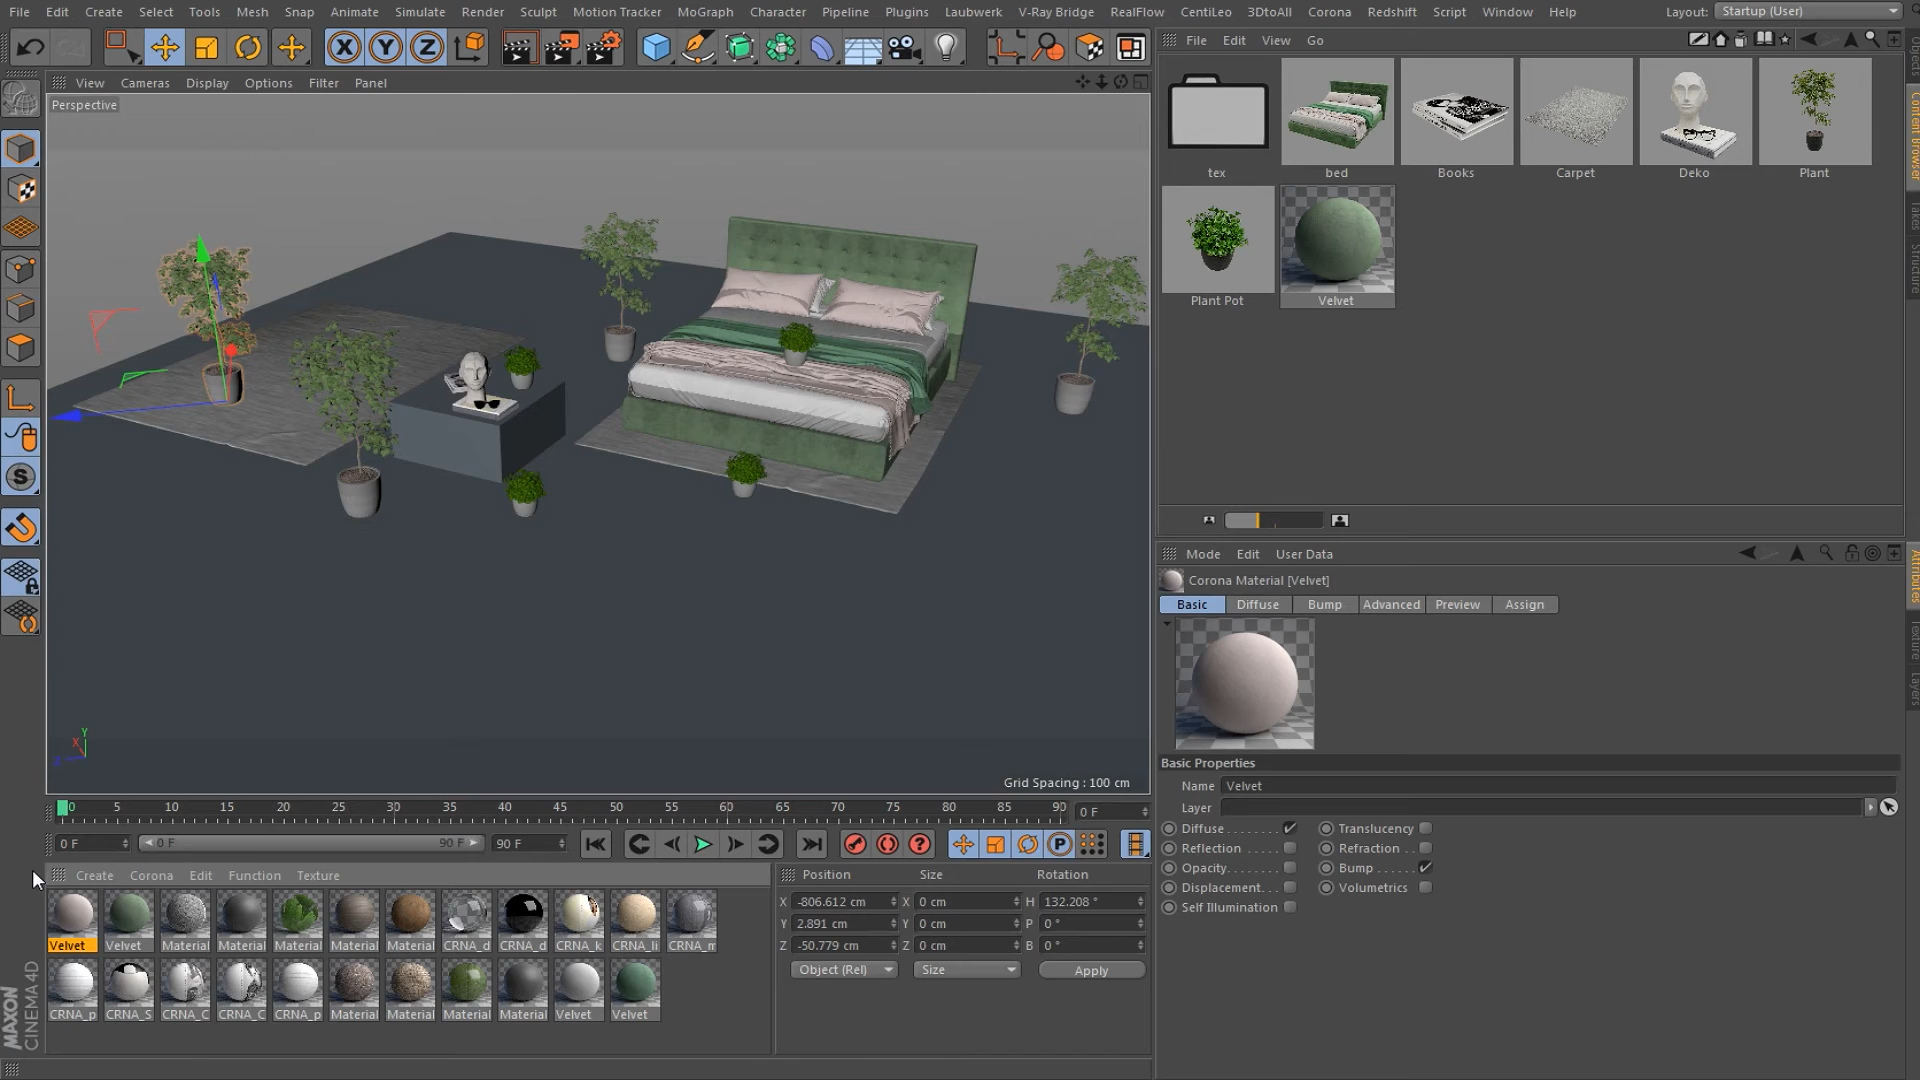 File Edit Create Select Tools Mesh Snap Animate Simulate Render Sculpt Motion Tracker MoGraph Character Pipeline Plugins Laubwerk V-Ray Bridge RealFlow CentiLeo 3DtoAll Corona Redshift Script Window Help Layout: Startup (User)
File Edit View Go
View Cameras Display Options Filter Panel
Perspective
tex bed Books Carpet Deko Plant
Plant Pot Velvet
Objects
Content Browser
Takes
Structure
Mode Edit User Data
Corona Material [Velvet]
Basic Diffuse Bump Advanced Preview Assign
Attributes
Texture
Layers
Basic Properties
Name Velvet
Layer
Diffuse Translucency
Reflection Refraction
Opacity Bump
Displacement Volumetrics
Self Illumination
Y
X
Z
Grid Spacing : 100 cm
0 5 10 15 20 25 30 35 40 45 50 55 60 65 70 75 80 85 90 0 F
0 F 0 F 90 F 90 F
Create Corona Edit Function Texture
Velvet Velvet Material Material Material Material Material CRNA_d CRNA_d CRNA_k CRNA_li CRNA_m
CRNA_p CRNA_S CRNA_C CRNA_C CRNA_p Material Material Material Material Velvet Velvet
Position Size Rotation
X -806.612 cm X 0 cm H 132.208 °
Y 2.891 cm Y 0 cm P 0 °
Z -50.779 cm Z 0 cm B 0 °
Object (Rel) Size Apply
MAXON
CINEMA 4D